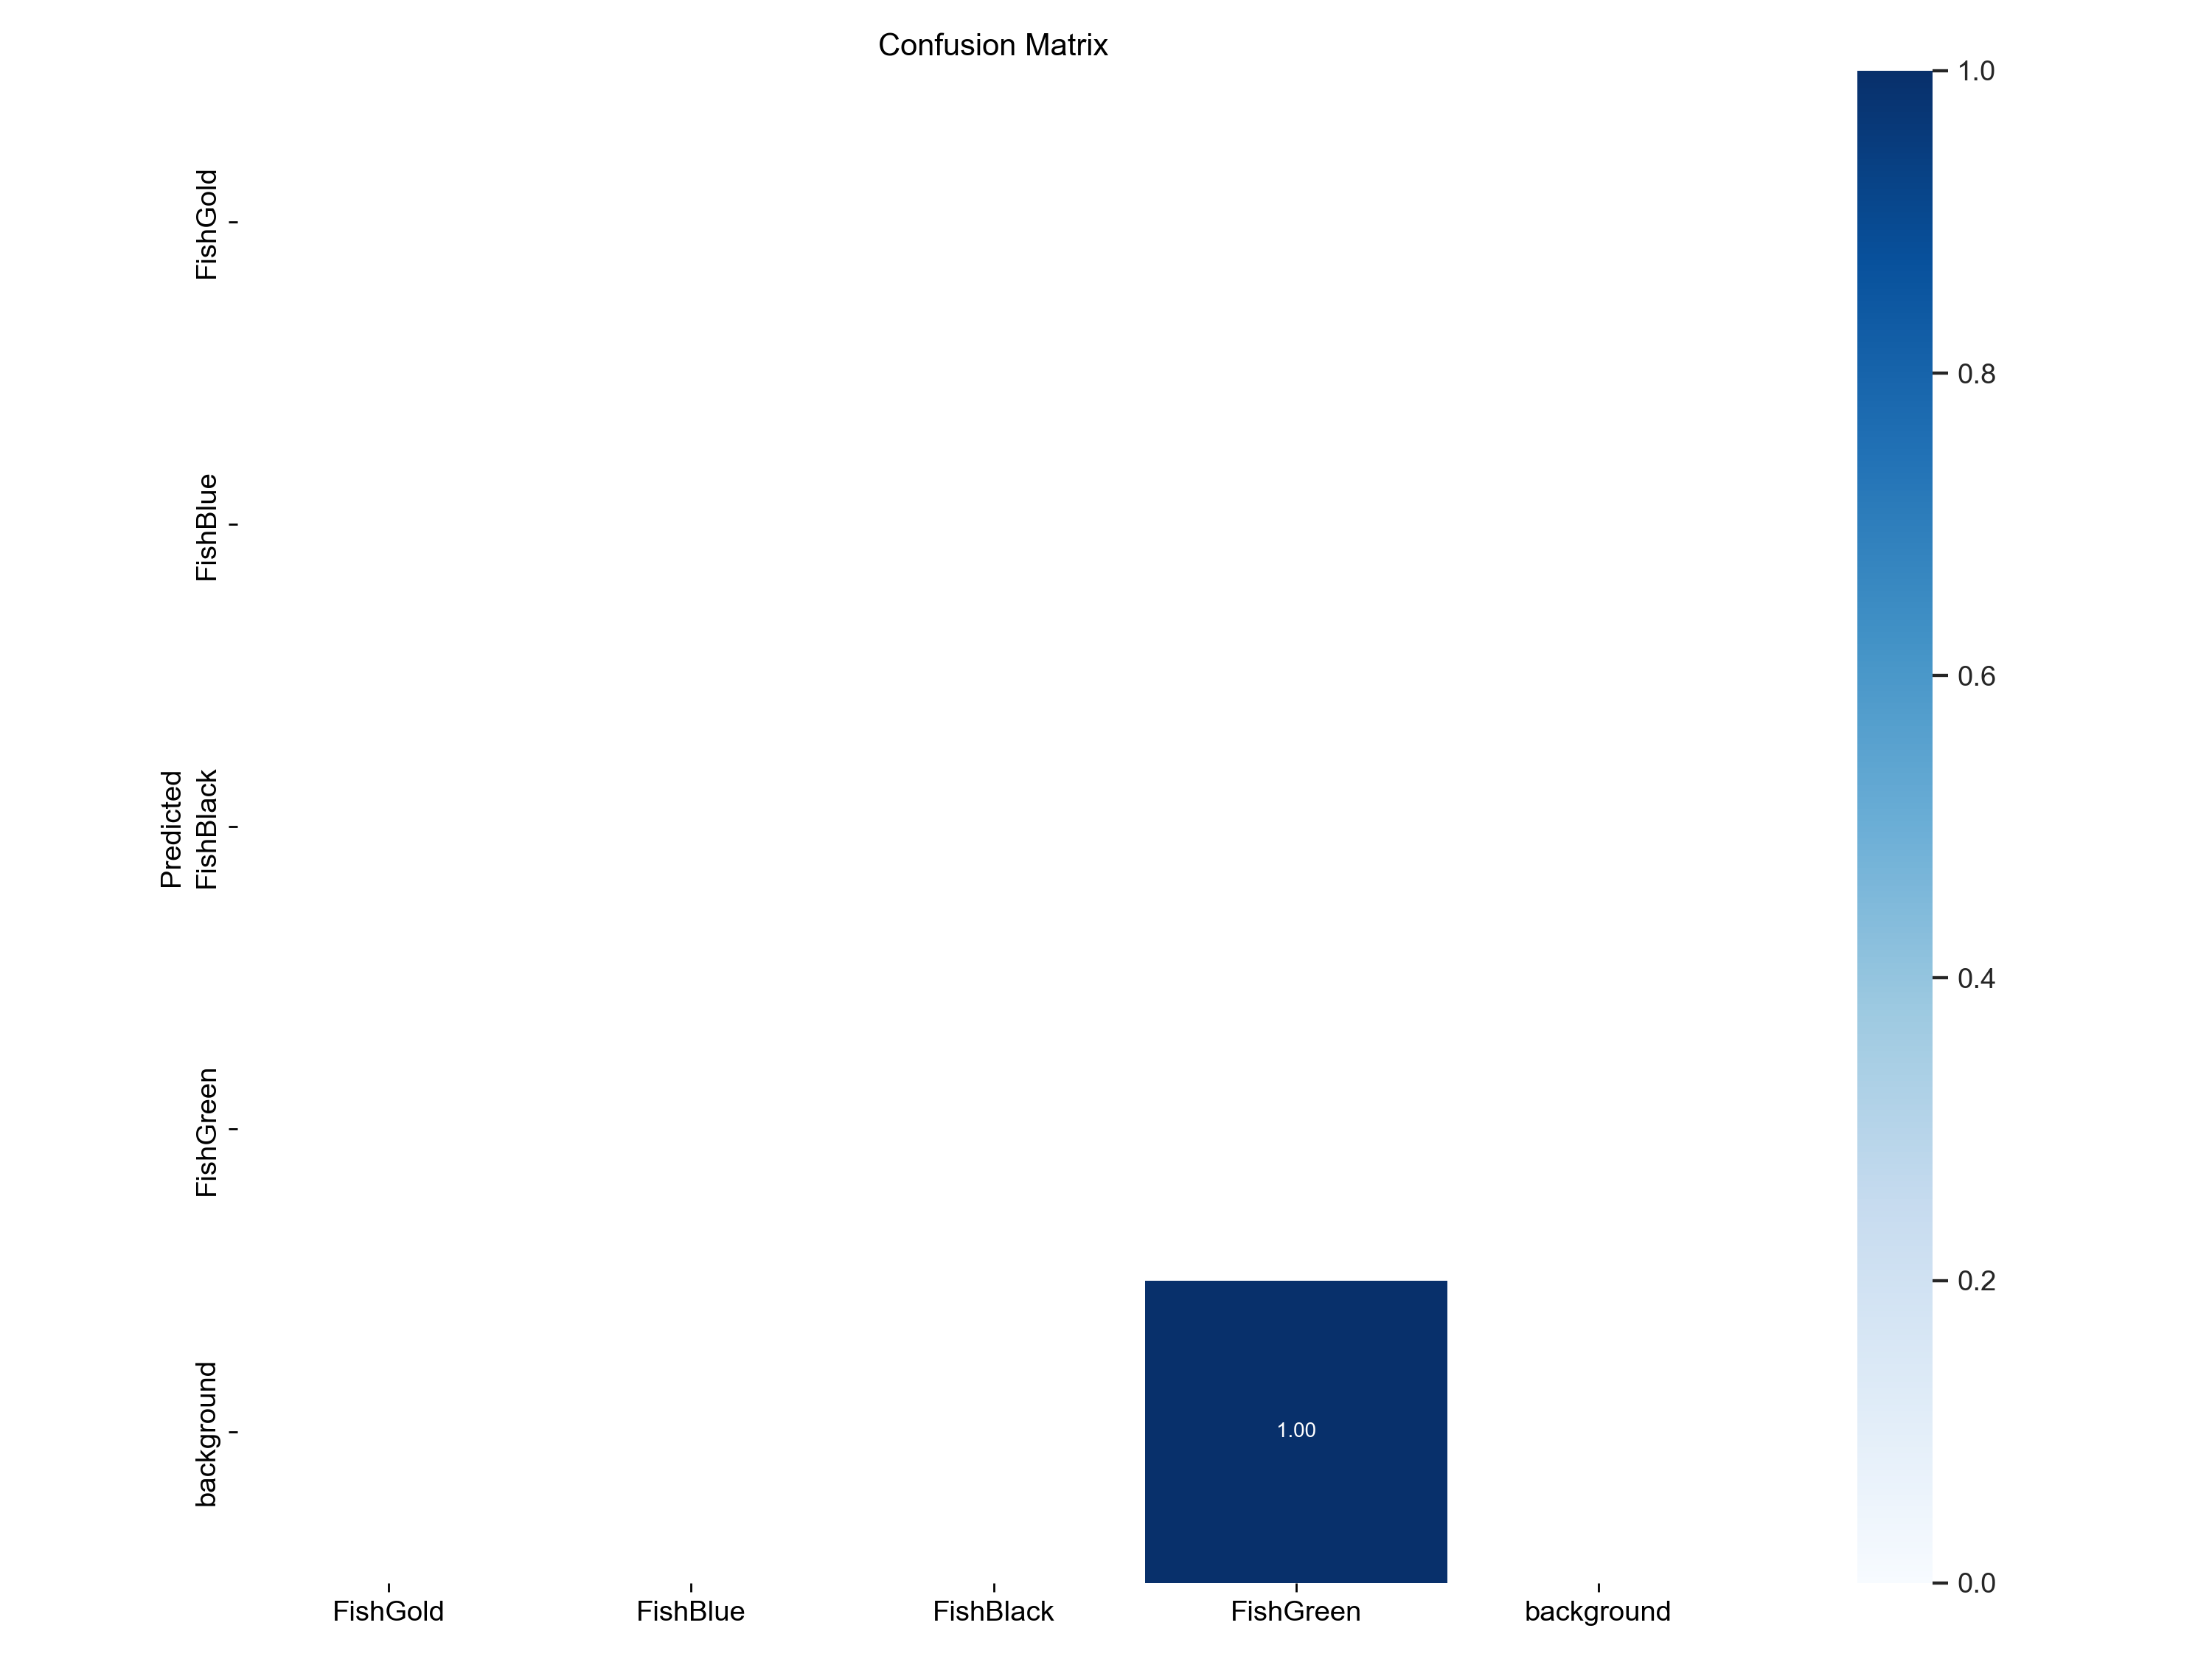 Confusion Matrix
1.0
FishGold
0.8
FishBlue
0.6
Predicted
FishBlack
0.4
FishGreen
0.2
background
1.00
0.0
FishGold FishBlue FishBlack FishGreen background